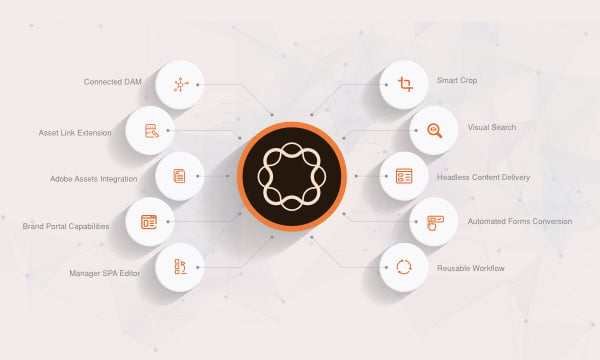 Connected DAM
Asset Link Extension
Adobe Assets Integration
Brand Portal Capabilities
Manager SPA Editor
Smart Crop
Visual Search
Headless Content Delivery
Automated Forms Conversion
Reusable Workflow